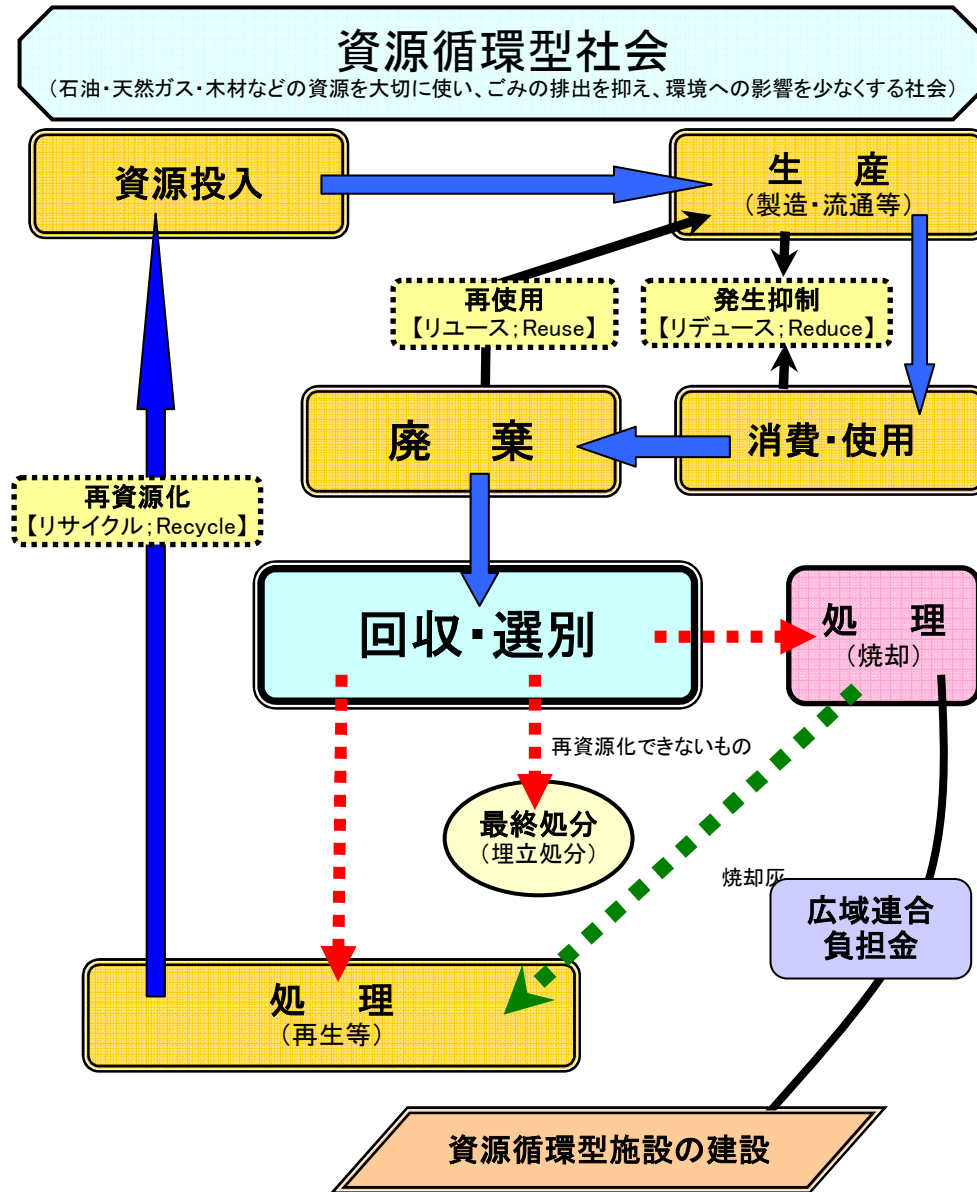 資源循環型社会
（石油・天然ガス・木材などの資源を大切に使い、ごみの排出を抑え、環境への影響を少なくする社会）
資源投入
生　産
（製造・流通等）
再使用
【リユース；Reuse】
発生抑制
【リデュース；Reduce】
廃　棄
消費・使用
再資源化
【リサイクル；Recycle】
回収・選別
処　理
（焼却）
再資源化できないもの
最終処分
（埋立処分）
焼却灰
広域連合
負担金
処　理
（再生等）
資源循環型施設の建設